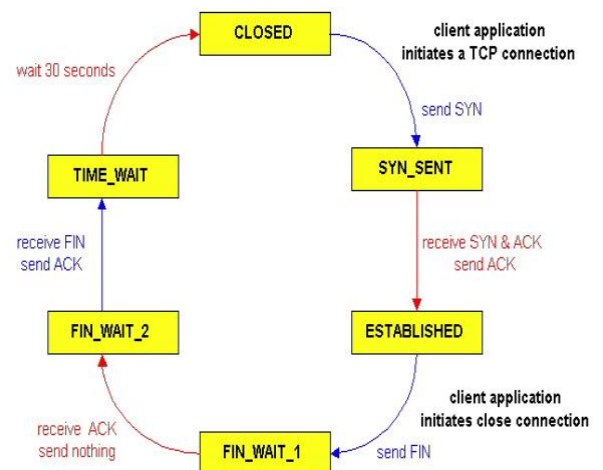 CLOSED
client application
initiates a TCP connection
wait 30 seconds
send SYN
TIME_WAIT
SYN_SENT
receive FIN
send ACK
receive SYN & ACK
send ACK
FIN_WAIT_2
ESTABLISHED
client application
initiates close connection
receive ACK
send nothing
FIN_WAIT_1
send FIN